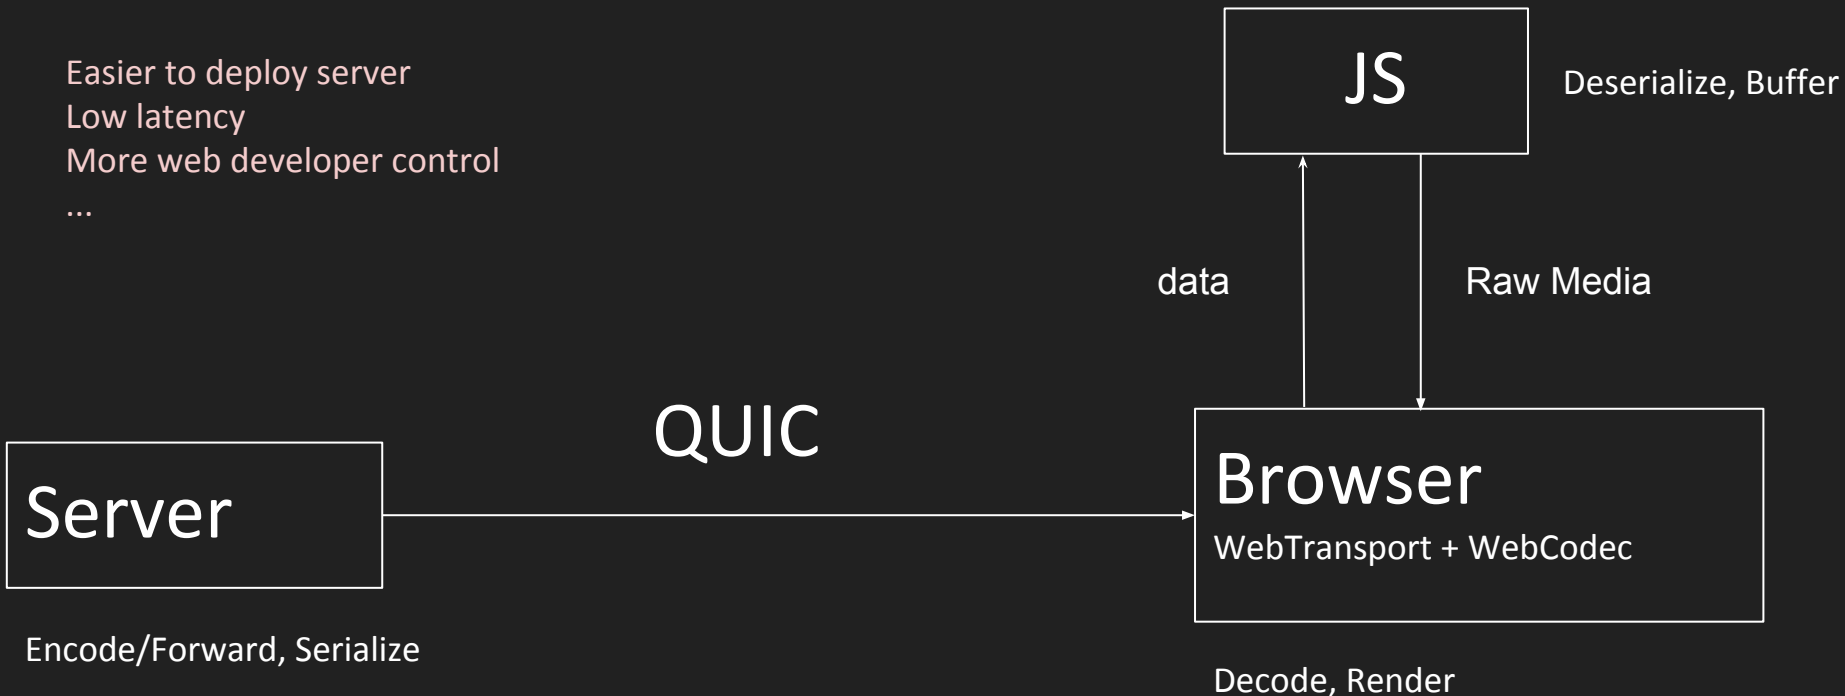 Easier to deploy server
Low latency
More web developer control
...
JS
Deserialize, Buffer
data
Raw Media
QUIC
Server
Encode/Forward, Serialize
Browser
WebTransport + WebCodec
Decode, Render